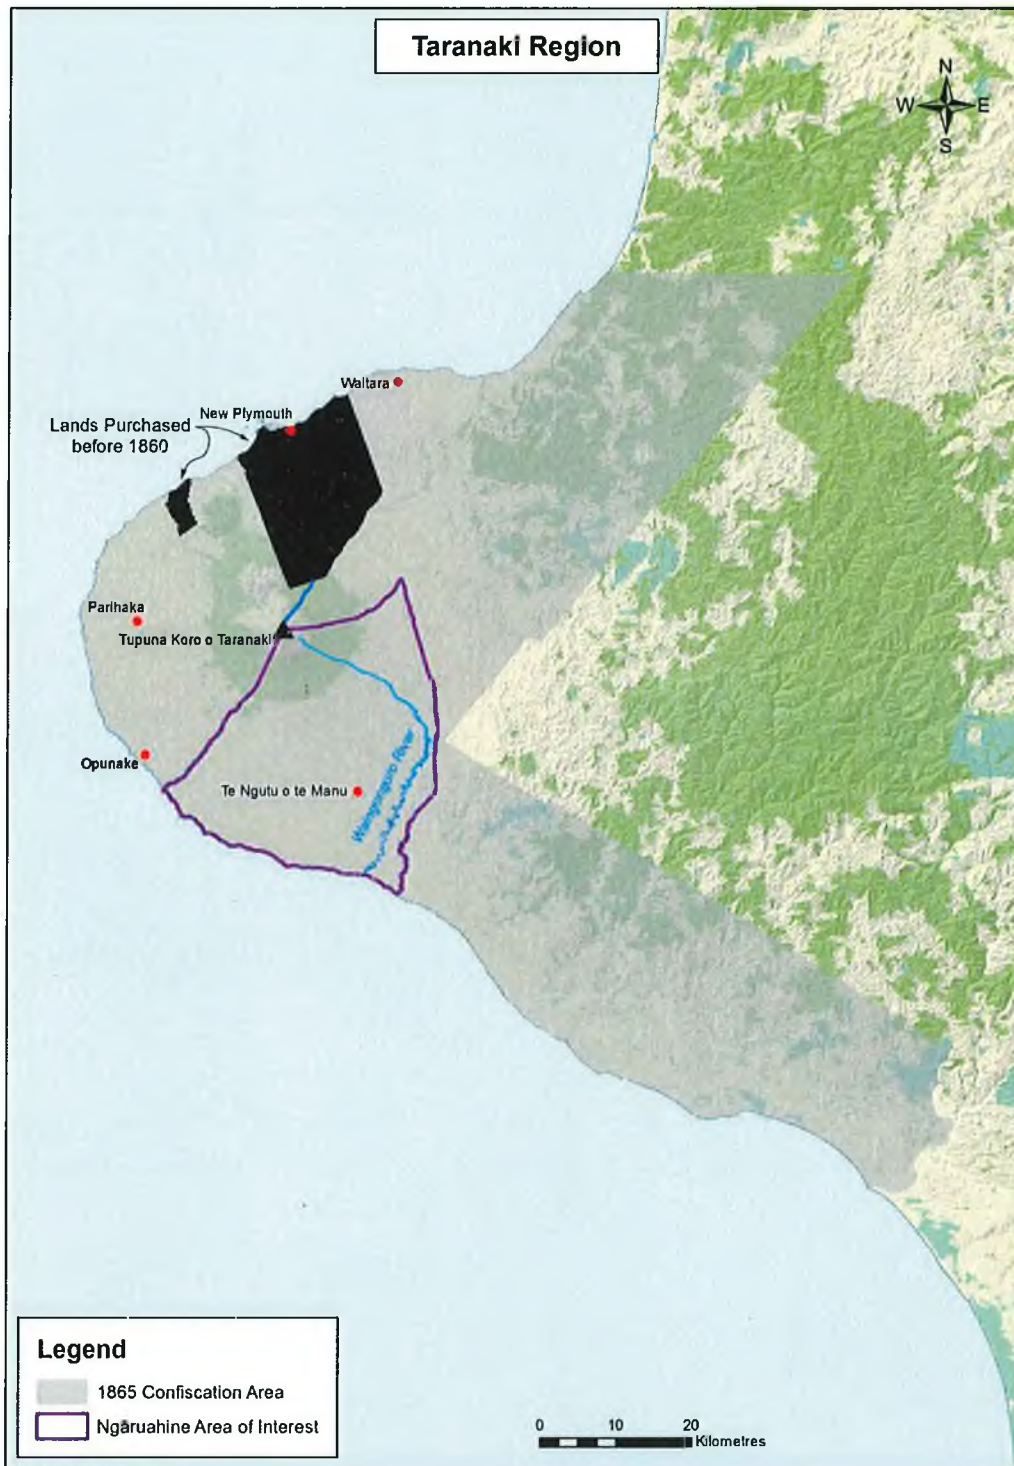 Taranaki Region
N
W E
S
Waitara
New Plymouth
Lands Purchased
before 1860
Parihaka
Tupuna Koro o Taranaki
Opunake
Te Ngutu o te Manu
Waingongoro River
Legend
1865 Confiscation Area
Ngāruahine Area of Interest
0 10 20
Kilometres